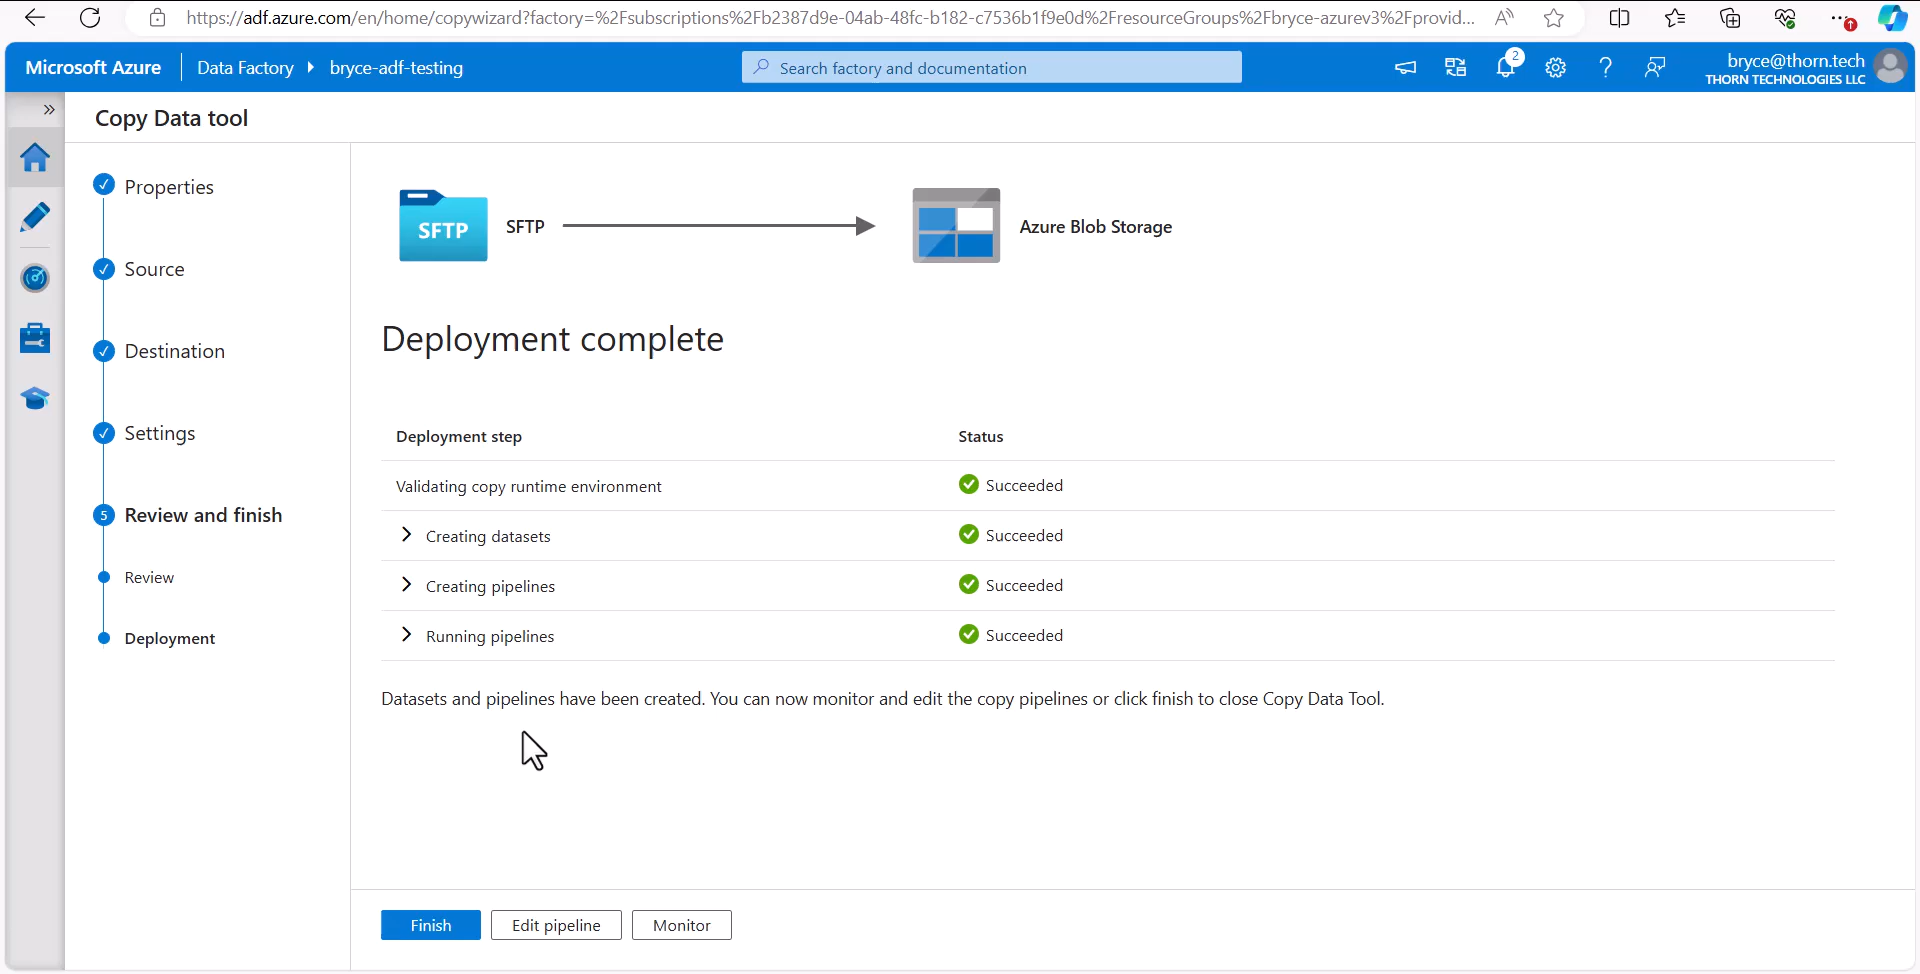 https://adf.azure.com/en/home/copywizard?factory=%2Fsubscriptions%2Fb2387d9e-04ab-48fc-b182-c7536b1f9e0d%2FresourceGroups%2Fbryce-azurev3%2Fprovid...
Microsoft Azure
Data Factory
bryce-adf-testing
Search factory and documentation
2
bryce@thorn.tech
THORN TECHNOLOGIES LLC
Copy Data tool
Properties
Source
Destination
Settings
5
Review and finish
Review
Deployment
SFTP
SFTP
Azure Blob Storage
Deployment complete
Deployment step
Status
Validating copy runtime environment
Succeeded
Creating datasets
Succeeded
Creating pipelines
Succeeded
Running pipelines
Succeeded
Datasets and pipelines have been created. You can now monitor and edit the copy pipelines or click finish to close Copy Data Tool.
Finish
Edit pipeline
Monitor